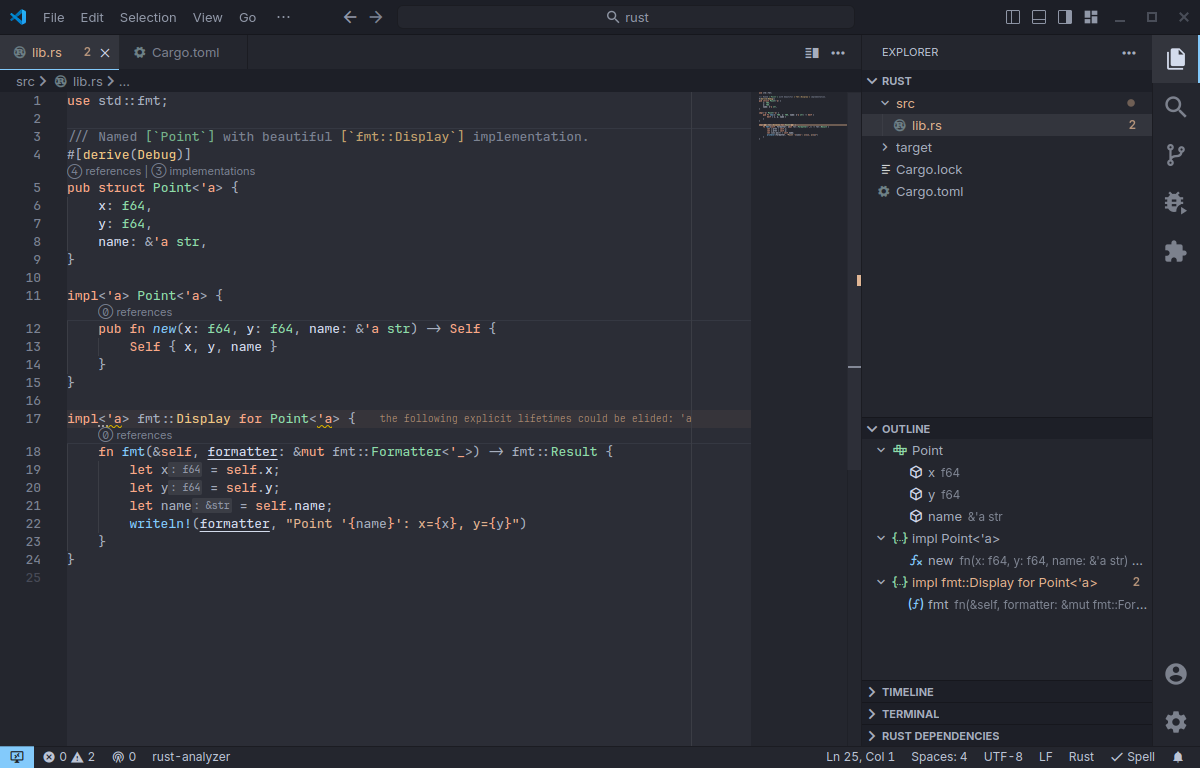 File Edit Selection View Go ··· rust
lib.rs 2 Cargo.toml
src lib.rs ...
1 use std::fmt;
2
3 /// Named [`Point`] with beautiful [`fmt::Display`] implementation.
4 #[derive(Debug)]
4 references | 3 implementations
5 pub struct Point<'a> {
6 x: f64,
7 y: f64,
8 name: &'a str,
9 }
10
11 impl<'a> Point<'a> {
0 references
12 pub fn new(x: f64, y: f64, name: &'a str) -> Self {
13 Self { x, y, name }
14 }
15 }
16
17 impl<'a> fmt::Display for Point<'a> { the following explicit lifetimes could be elided: 'a
0 references
18 fn fmt(&self, formatter: &mut fmt::Formatter<'_>) -> fmt::Result {
19 let x: f64 = self.x;
20 let y: f64 = self.y;
21 let name: &str = self.name;
22 writeln!(formatter, "Point '{name}': x={x}, y={y}")
23 }
24 }
25
EXPLORER
RUST
src
lib.rs 2
target
Cargo.lock
Cargo.toml
OUTLINE
Point
x f64
y f64
name &'a str
impl Point<'a>
new fn(x: f64, y: f64, name: &'a str) ...
impl fmt::Display for Point<'a> 2
fmt fn(&self, formatter: &mut fmt::For...
TIMELINE
TERMINAL
RUST DEPENDENCIES
0 2 0 rust-analyzer Ln 25, Col 1 Spaces: 4 UTF-8 LF Rust Spell